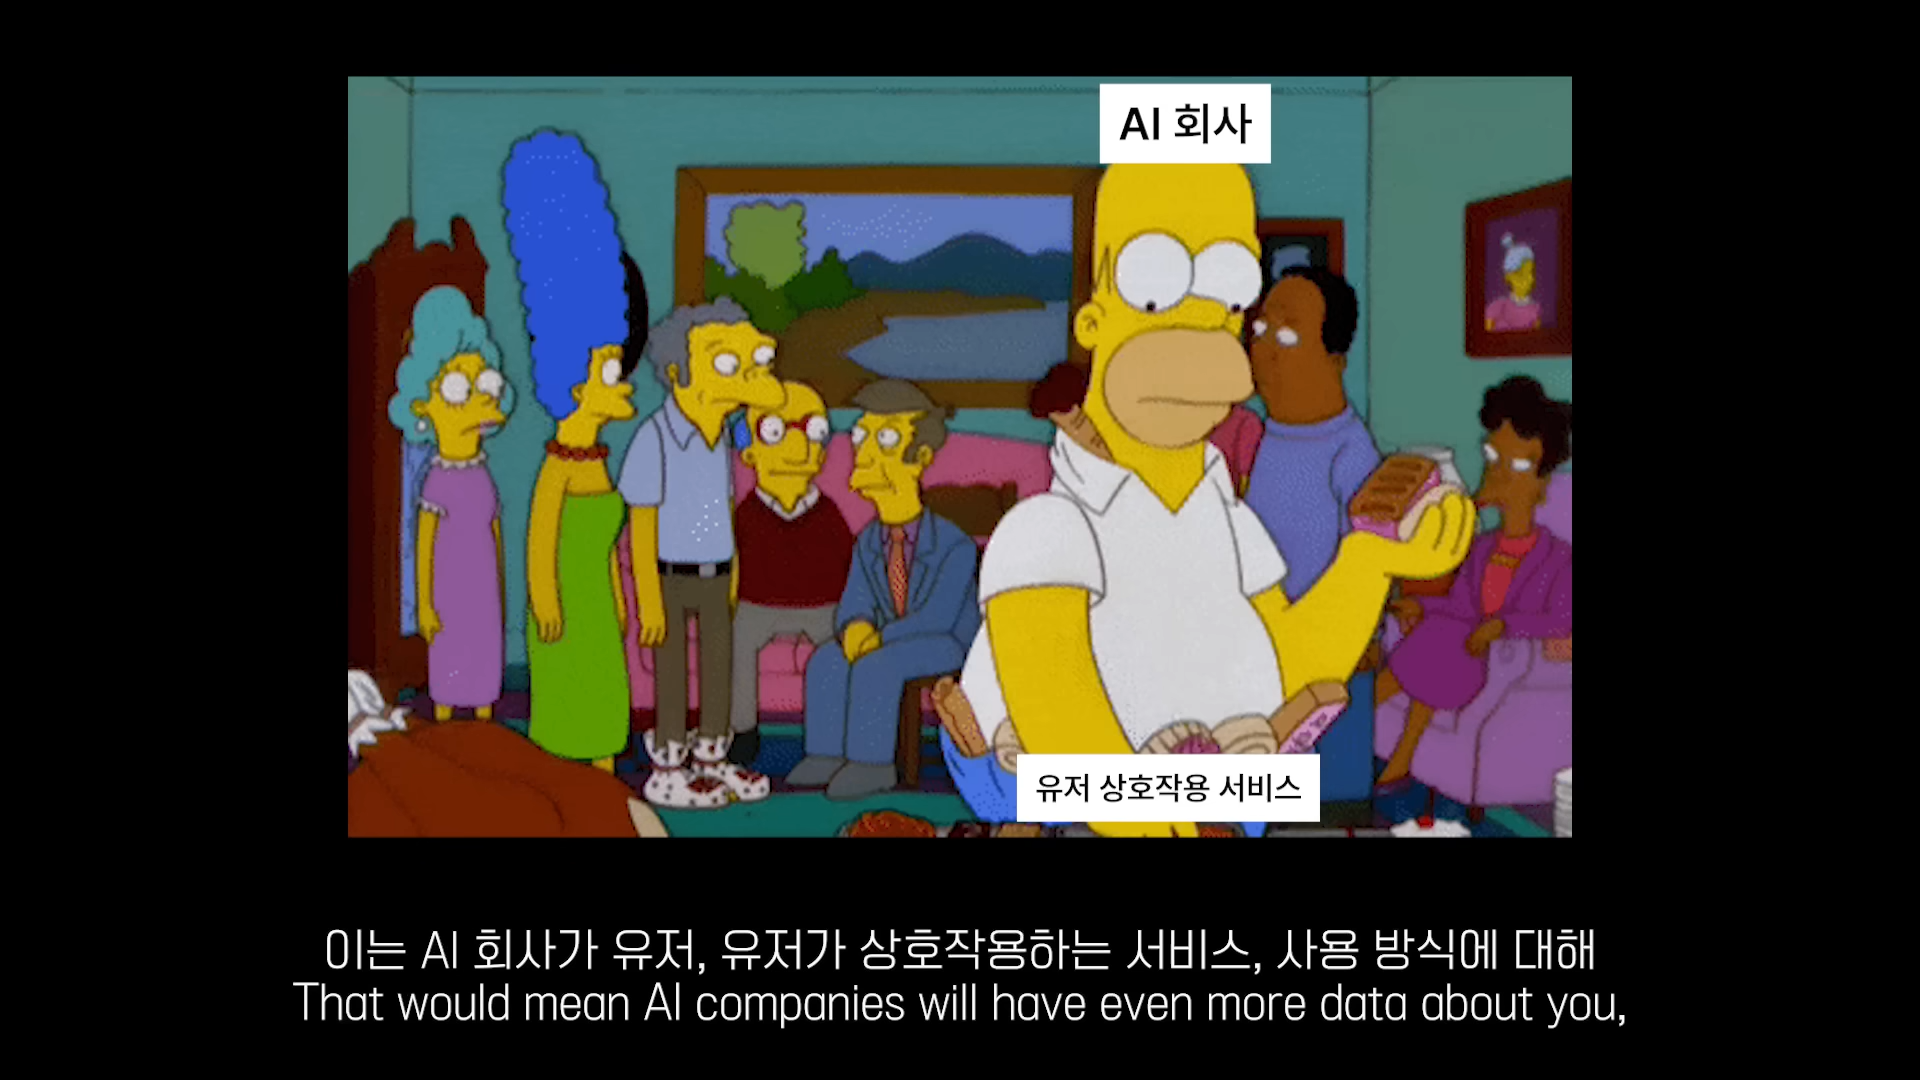 AI 회사
유저 상호작용 서비스
이는 AI 회사가 유저, 유저가 상호작용하는 서비스, 사용 방식에 대해
That would mean AI companies will have even more data about you,